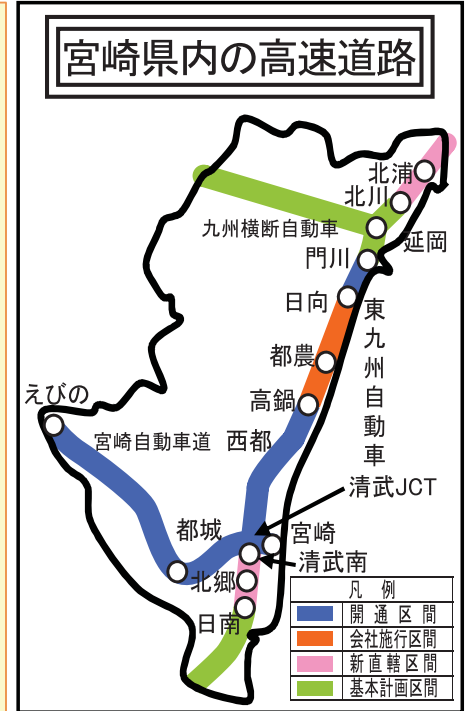 宮崎県内の高速道路
北浦
北川
九州横断自動車
延岡
門川
日向
東九州自動車
都農
高鍋
えびの
宮崎自動車道
西都
清武JCT
都城
宮崎
清武南
北郷
日南
凡例
開通区間
会社施行区間
新直轄区間
基本計画区間